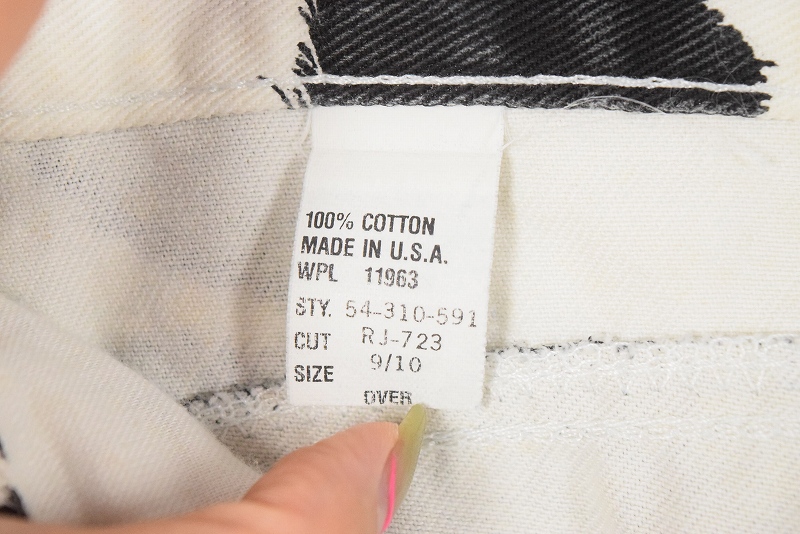 100% COTTON
MADE IN U.S.A.
WPL 11963
STY. 54-310-591
CUT RJ-723
SIZE 9/10
OVER